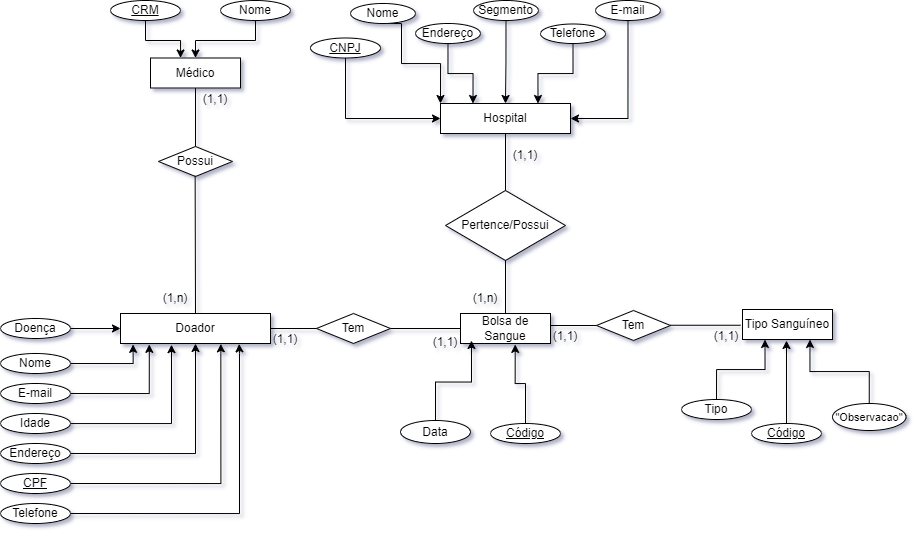 CRM
Nome
Nome
Segmento
E-mail
Endereço
Telefone
CNPJ
Médico
(1,1)
Hospital
(1,1)
Possui
Pertence/Possui
(1,n)
(1,n)
Doença
Doador
(1,1)
Tem
(1,1)
Bolsa de
Sangue
(1,1)
Tem
(1,1)
Tipo Sanguíneo
Nome
E-mail
Idade
Endereço
CPF
Telefone
Data
Código
Tipo
Código
"Observacao"